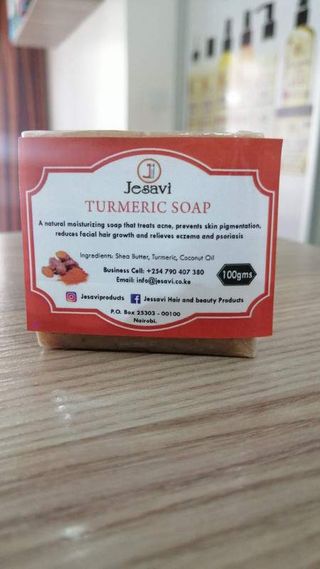 Jesavi
TURMERIC SOAP
A natural moisturizing soap that treats acne, prevents skin pigmentation,
reduces facial hair growth and relieves eczema and psoriasis
Ingredients: Shea Butter, Turmeric, Coconut Oil
Business Cell: +254 790 407 380
Email: info@jesavi.co.ke
100gms
Jesaviproducts
Jessavi Hair and beauty Products
P.O. Box 25303 - 00100
Nairobi.